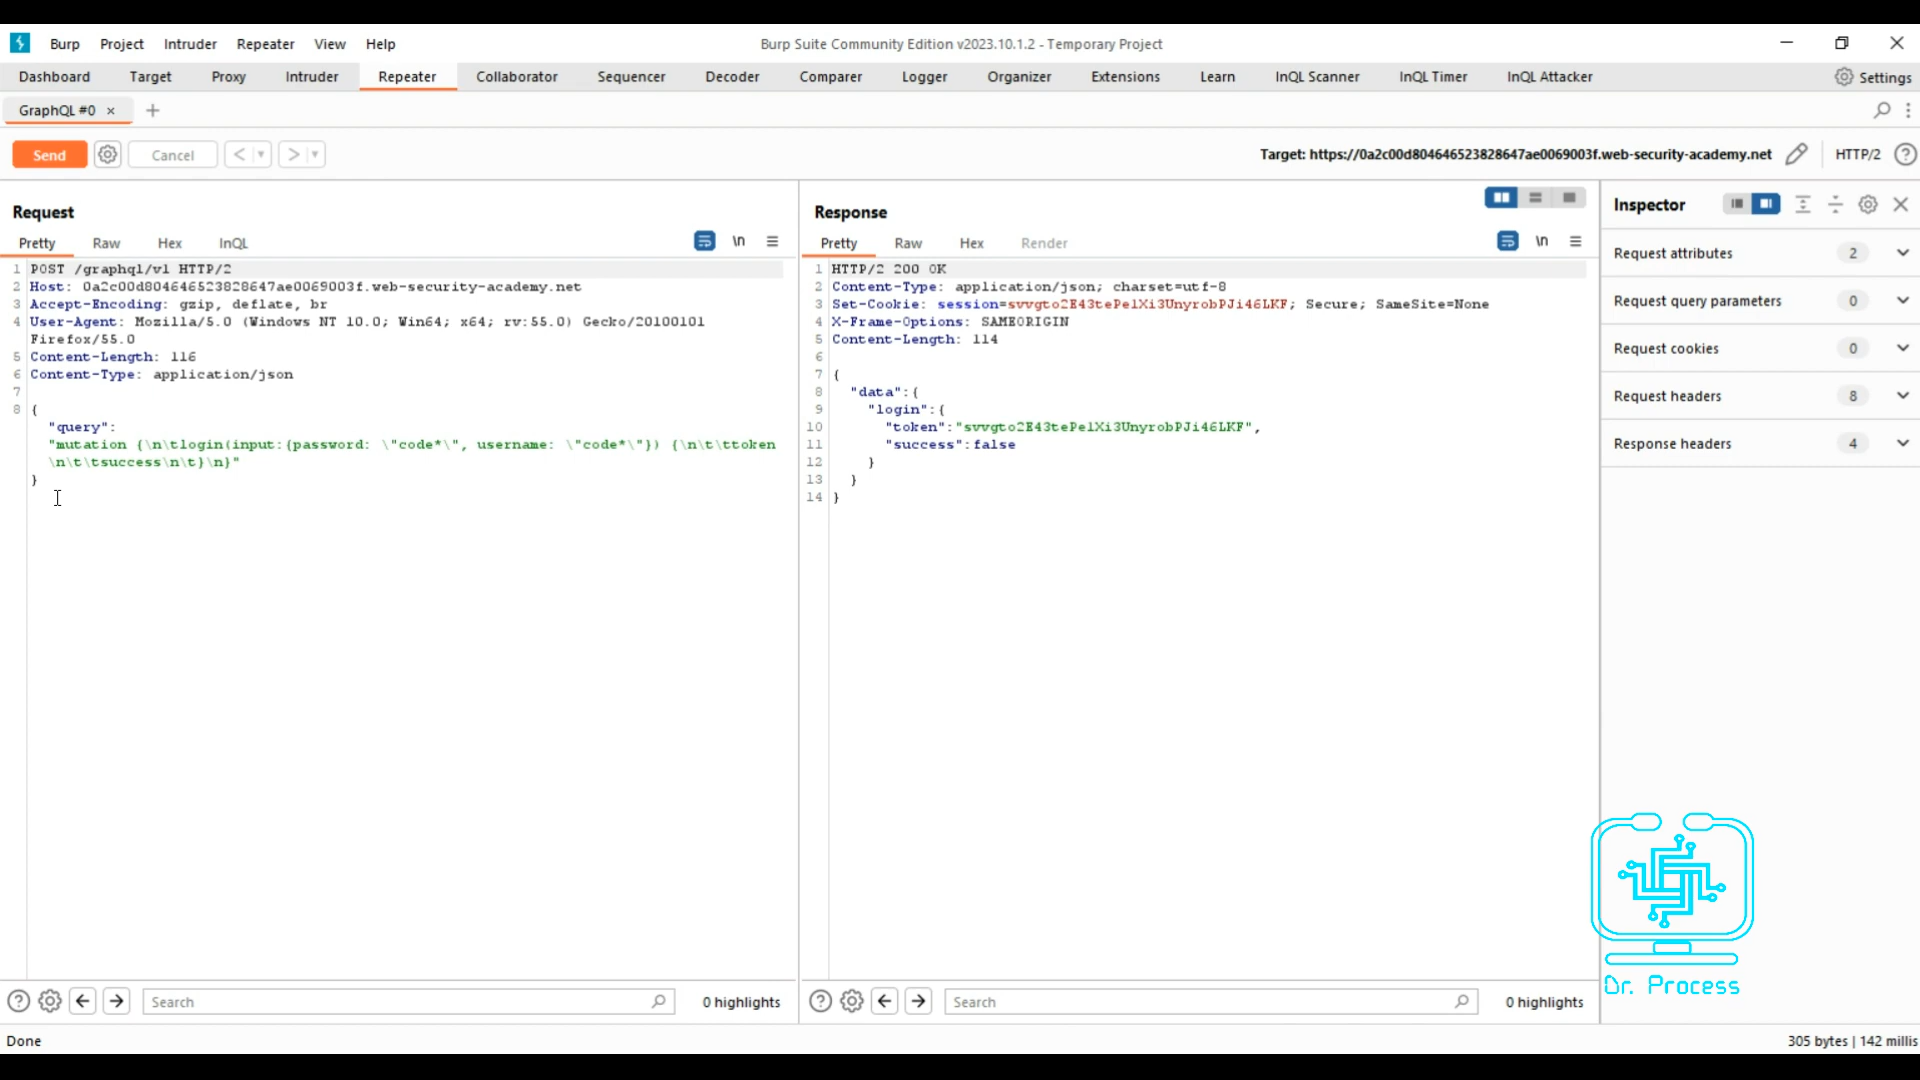 Burp Project Intruder Repeater View Help
Burp Suite Community Edition v2023.10.1.2 - Temporary Project
Dashboard Target Proxy Intruder Repeater Collaborator Sequencer Decoder Comparer Logger Organizer Extensions Learn InQL Scanner InQL Timer InQL Attacker Settings
GraphQL #0 × +
Send Cancel < > Target: https://0a2c00d804646523828647ae0069003f.web-security-academy.net HTTP/2
Request
Pretty Raw Hex InQL \n
1 POST /graphql/v1 HTTP/2
2 Host: 0a2c00d804646523828647ae0069003f.web-security-academy.net
3 Accept-Encoding: gzip, deflate, br
4 User-Agent: Mozilla/5.0 (Windows NT 10.0; Win64; x64; rv:55.0) Gecko/20100101
Firefox/55.0
5 Content-Length: 116
6 Content-Type: application/json
7
8 {
"query":
"mutation {\n\tlogin(input:{password: \"code*\", username: \"code*\"}) {\n\t\ttoken
\n\t\tsuccess\n\t}\n}"
}
Search 0 highlights
Response
Pretty Raw Hex Render \n
1 HTTP/2 200 OK
2 Content-Type: application/json; charset=utf-8
3 Set-Cookie: session=svvgto2E43tePelXi3UnyrobPJi46LKF; Secure; SameSite=None
4 X-Frame-Options: SAMEORIGIN
5 Content-Length: 114
6
7 {
8 "data":{
9 "login":{
10 "token":"svvgto2E43tePelXi3UnyrobPJi46LKF",
11 "success":false
12 }
13 }
14 }
Search 0 highlights
Inspector
Request attributes 2
Request query parameters 0
Request cookies 0
Request headers 8
Response headers 4
Dr. Process
Done
305 bytes | 142 millis